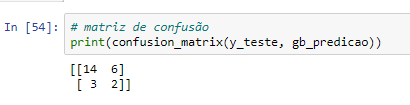 In [54]: # matriz de confusão
print(confusion_matrix(y_teste, gb_predicao))
[[14  6]
 [ 3  2]]